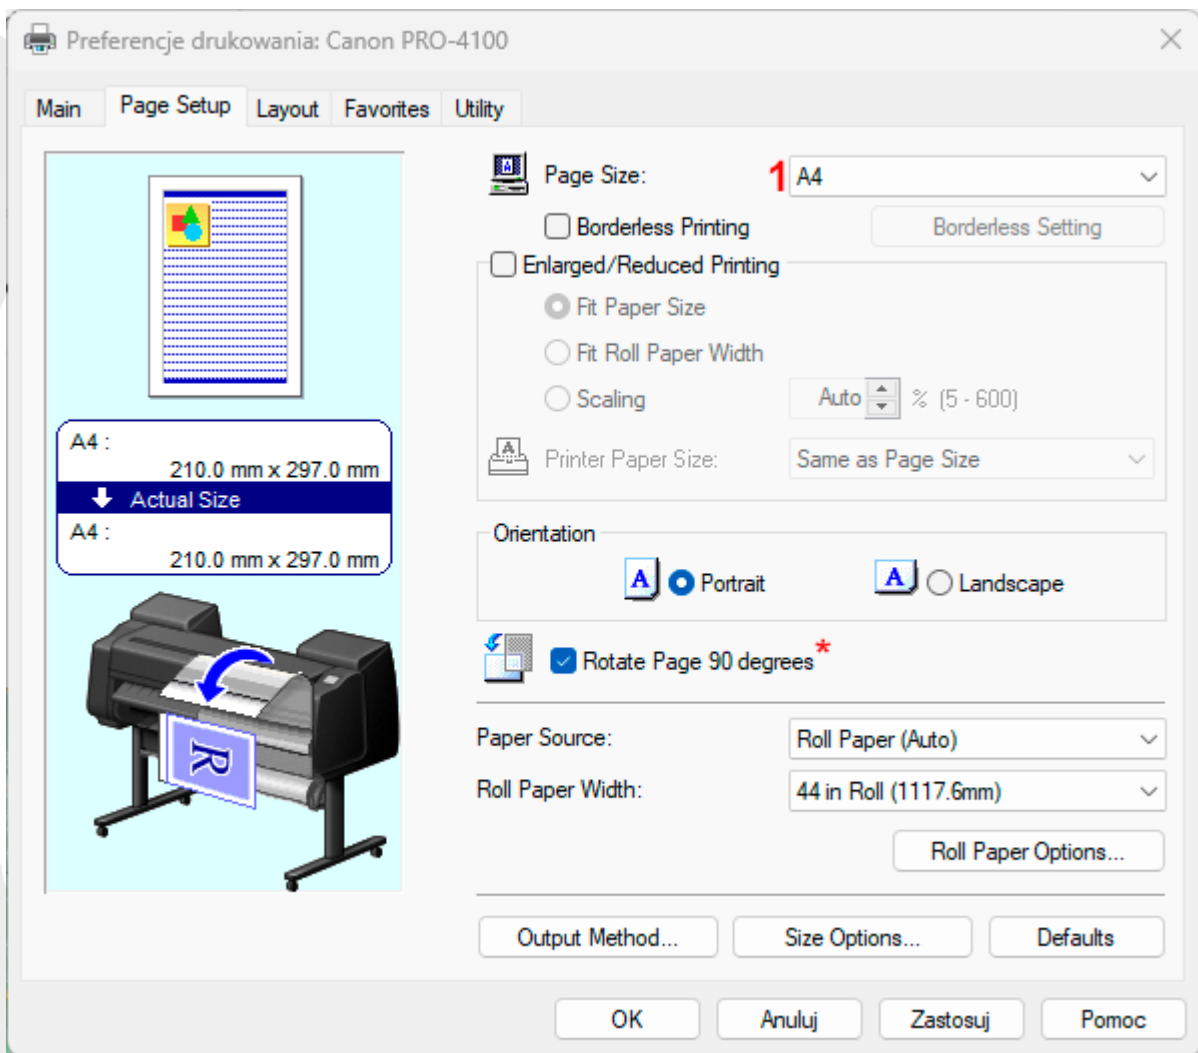 Preferencje drukowania: Canon PRO-4100
Main Page Setup Layout Favorites Utility
Page Size: 1 A4
Borderless Printing Borderless Setting
Enlarged/Reduced Printing
Fit Paper Size
Fit Roll Paper Width
Scaling Auto % (5 - 600)
Printer Paper Size: Same as Page Size
A4 :
210.0 mm x 297.0 mm
Actual Size
A4 :
210.0 mm x 297.0 mm
Orientation
A Portrait A Landscape
Rotate Page 90 degrees*
R
Paper Source: Roll Paper (Auto)
Roll Paper Width: 44 in Roll (1117.6mm)
Roll Paper Options...
Output Method... Size Options... Defaults
OK Anuluj Zastosuj Pomoc